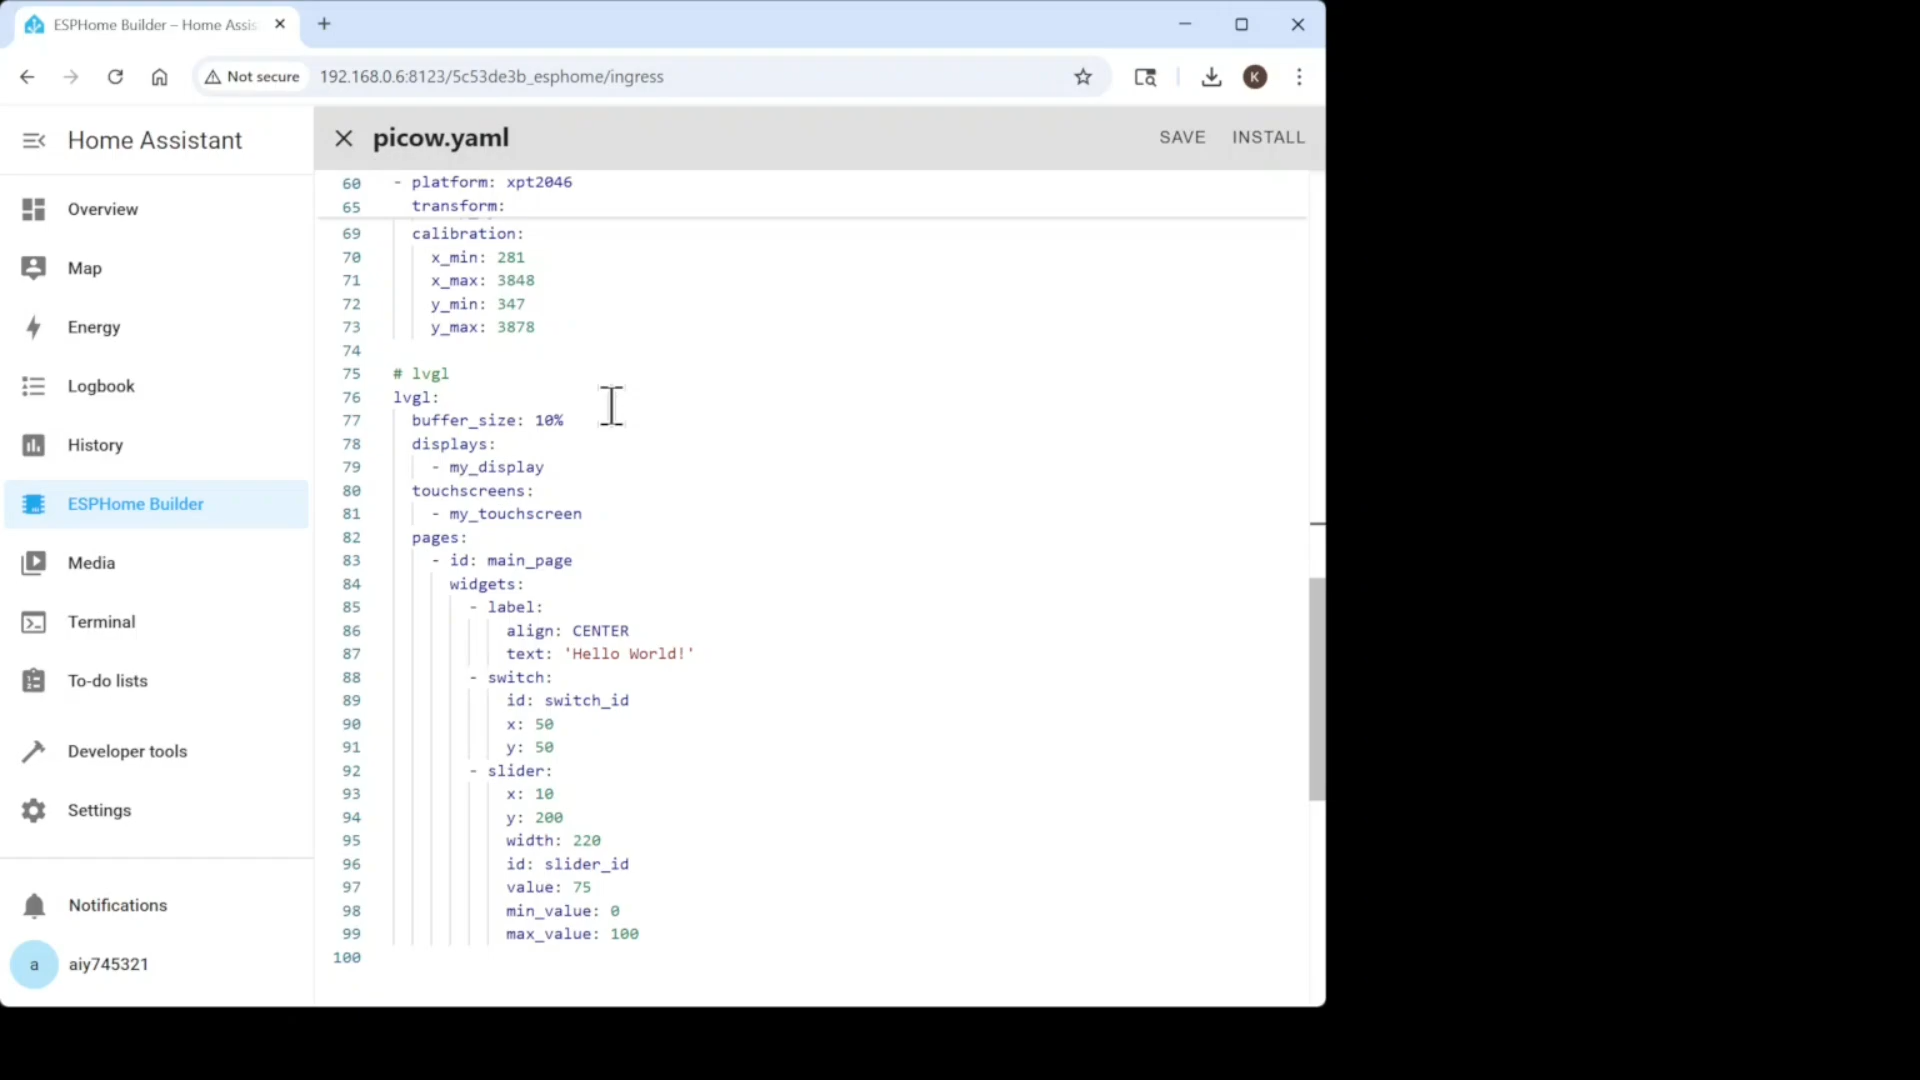 ESPHome Builder – Home Assis
Not secure
192.168.0.6:8123/5c53de3b_esphome/ingress
K
Home Assistant
Overview
Map
Energy
Logbook
History
ESPHome Builder
Media
Terminal
To-do lists
Developer tools
Settings
Notifications
a
aiy745321
picow.yaml
SAVE
INSTALL
60 - platform: xpt2046
65 transform:
69 calibration:
70 x_min: 281
71 x_max: 3848
72 y_min: 347
73 y_max: 3878
74
75 # lvgl
76 lvgl:
77 buffer_size: 10%
78 displays:
79 - my_display
80 touchscreens:
81 - my_touchscreen
82 pages:
83 - id: main_page
84 widgets:
85 - label:
86 align: CENTER
87 text: 'Hello World!'
88 - switch:
89 id: switch_id
90 x: 50
91 y: 50
92 - slider:
93 x: 10
94 y: 200
95 width: 220
96 id: slider_id
97 value: 75
98 min_value: 0
99 max_value: 100
100